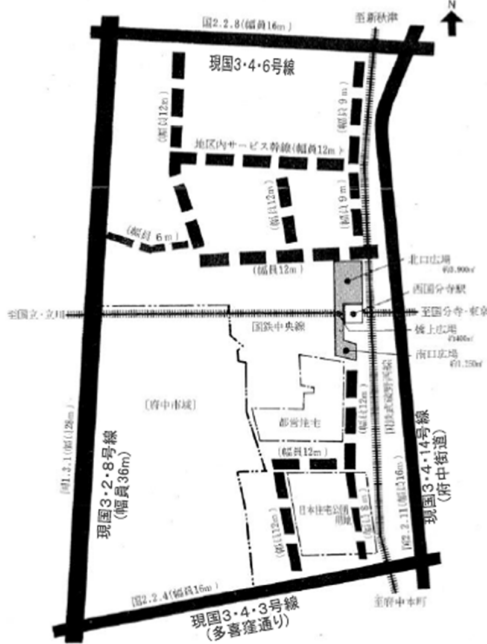 国2.2.8(幅員16m)
至新秋津
N
現国3・4・6号線
(幅員12m)
(幅員9m)
地区内サービス幹線(幅員12m)
(幅員12m)
(幅員9m)
(幅員 6m)
(幅員12m)
北口広場
西国分寺駅
至国立・立川
国鉄中央線
至国分寺・東京
橋上広場
南口広場
約1,250㎡
[府中市域]
都営住宅
(幅員12m)
国鉄武蔵野西線
(幅員12m)
日本住宅公団
用地
(幅員12m)
現国3・2・8号線
(幅員36m)
国2.2.11(幅員16m)
現国3・4・14号線
(府中街道)
国2.2.4(幅員16m)
現国3・4・3号線
(多喜窪通り)
至府中本町